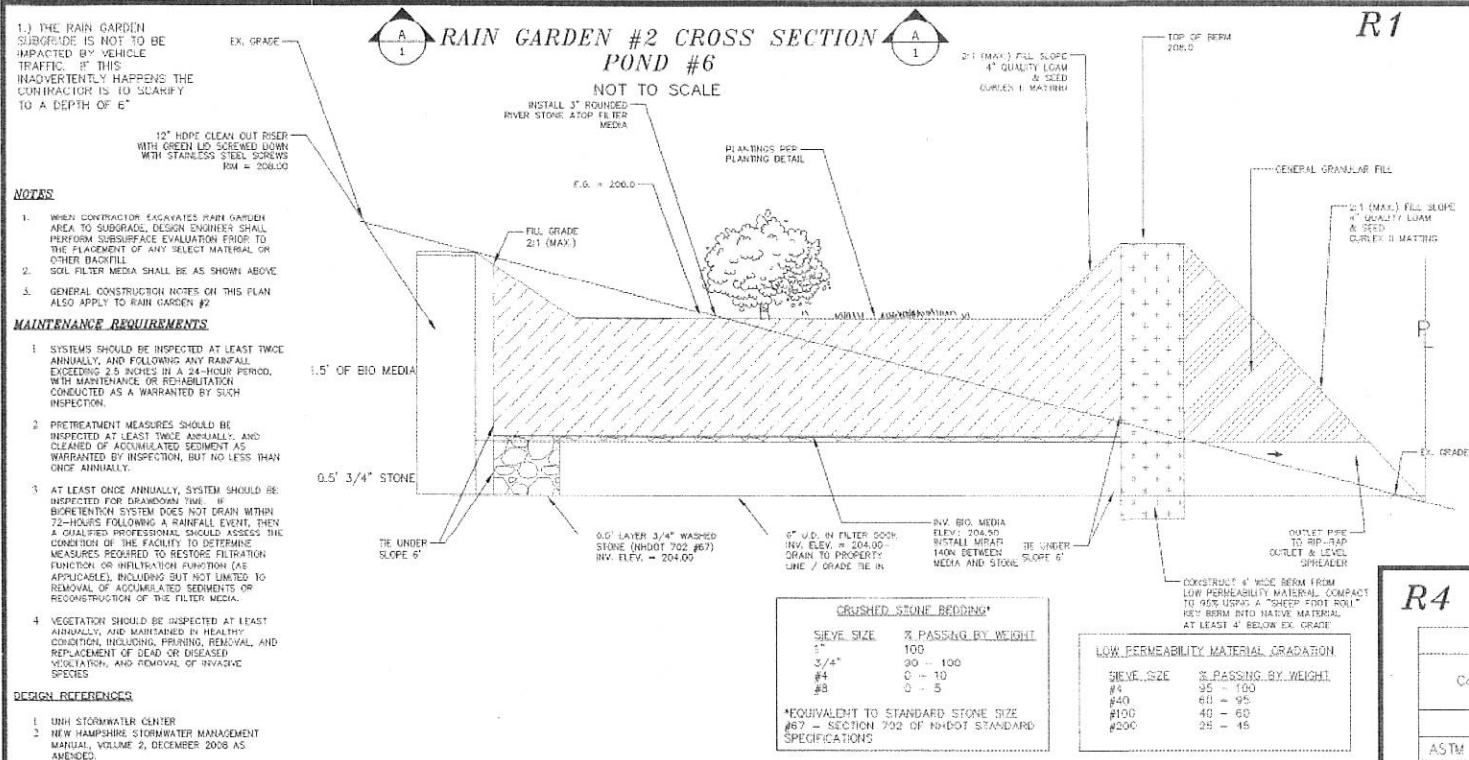 1.) THE RAIN GARDEN
SUBGRADE IS NOT TO BE
IMPACTED BY VEHICLE
TRAFFIC. IF THIS
INADVERTENTLY HAPPENS THE
CONTRACTOR IS TO SCARIFY
TO A DEPTH OF 6"
EX. GRADE
A
1
RAIN GARDEN #2 CROSS SECTION
POND #6
NOT TO SCALE
A
1
R1
TOP OF BERM
208.0
2:1 (MAX.) FILL SLOPE
4" QUALITY LOAM
& SEED
CURLEX II MATTING
INSTALL 3" ROUNDED
RIVER STONE ATOP FILTER
MEDIA
12" HDPE CLEAN OUT RISER
WITH GREEN LID SCREWED DOWN
WITH STAINLESS STEEL SCREWS
RIM = 208.00
PLANTINGS PER
PLANTING DETAIL
GENERAL GRANULAR FILL
F.G. = 206.0
2:1 (MAX.) FILL SLOPE
4" QUALITY LOAM
& SEED
CURLEX II MATTING
FILL GRADE
2:1 (MAX.)
NOTES
1. WHEN CONTRACTOR EXCAVATES RAIN GARDEN
AREA TO SUBGRADE, DESIGN ENGINEER SHALL
PERFORM SUBSURFACE EVALUATION PRIOR TO
THE PLACEMENT OF ANY SELECT MATERIAL OR
OTHER BACKFILL
2. SOIL FILTER MEDIA SHALL BE AS SHOWN ABOVE
3. GENERAL CONSTRUCTION NOTES ON THIS PLAN
ALSO APPLY TO RAIN GARDEN #2
MAINTENANCE REQUIREMENTS
1 SYSTEMS SHOULD BE INSPECTED AT LEAST TWICE
ANNUALLY, AND FOLLOWING ANY RAINFALL
EXCEEDING 2.5 INCHES IN A 24-HOUR PERIOD,
WITH MAINTENANCE OR REHABILITATION
CONDUCTED AS A WARRANTED BY SUCH
INSPECTION.
2 PRETREATMENT MEASURES SHOULD BE
INSPECTED AT LEAST TWICE ANNUALLY, AND
CLEANED OF ACCUMULATED SEDIMENT AS
WARRANTED BY INSPECTION, BUT NO LESS THAN
ONCE ANNUALLY.
3 AT LEAST ONCE ANNUALLY, SYSTEM SHOULD BE
INSPECTED FOR DRAWDOWN TIME. IF
BIORETENTION SYSTEM DOES NOT DRAIN WITHIN
72-HOURS FOLLOWING A RAINFALL EVENT, THEN
A QUALIFIED PROFESSIONAL SHOULD ASSESS THE
CONDITION OF THE FACILITY TO DETERMINE
MEASURES REQUIRED TO RESTORE FILTRATION
FUNCTION OR INFILTRATION FUNCTION (AS
APPLICABLE), INCLUDING BUT NOT LIMITED TO
REMOVAL OF ACCUMULATED SEDIMENTS OR
RECONSTRUCTION OF THE FILTER MEDIA.
4 VEGETATION SHOULD BE INSPECTED AT LEAST
ANNUALLY, AND MAINTAINED IN HEALTHY
CONDITION, INCLUDING, PRUNING, REMOVAL, AND
REPLACEMENT OF DEAD OR DISEASED
VEGETATION, AND REMOVAL OF INVASIVE
SPECIES
DESIGN REFERENCES
1 UNH STORMWATER CENTER
2 NEW HAMPSHIRE STORMWATER MANAGEMENT
MANUAL, VOLUME 2, DECEMBER 2008 AS
AMENDED.
1.5' OF BIO MEDIA
0.5' 3/4" STONE
TIE UNDER
SLOPE 6'
0.5' LAYER 3/4" WASHED
STONE (NHDOT 702 #67)
INV. ELEV. = 204.00
6" U.D. IN FILTER SOCK
INV. ELEV. = 204.00
DRAIN TO PROPERTY
LINE / GRADE TIE IN
INV. BIO. MEDIA
ELEV: 204.50
INSTALL MIRAFI
140N BETWEEN
MEDIA AND STONE
TIE UNDER
SLOPE 6'
P
EX. GRADE
OUTLET PIPE
TO RIP-RAP
OUTLET & LEVEL
SPREADER
CONSTRUCT 4' WIDE BERM FROM
LOW PERMEABILITY MATERIAL. COMPACT
TO 95% USING A "SHEEP FOOT ROLL"
KEY BERM INTO NATIVE MATERIAL
AT LEAST 4' BELOW EX. GRADE
CRUSHED STONE BEDDING*
SIEVE SIZE % PASSING BY WEIGHT
1" 100
3/4" 90 - 100
#4 0 - 10
#8 0 - 5
*EQUIVALENT TO STANDARD STONE SIZE
#67 - SECTION 702 OF NHDOT STANDARD
SPECIFICATIONS
LOW PERMEABILITY MATERIAL GRADATION
SIEVE SIZE % PASSING BY WEIGHT
#4 95 - 100
#40 60 - 95
#100 40 - 60
#200 25 - 45
R4
ASTM